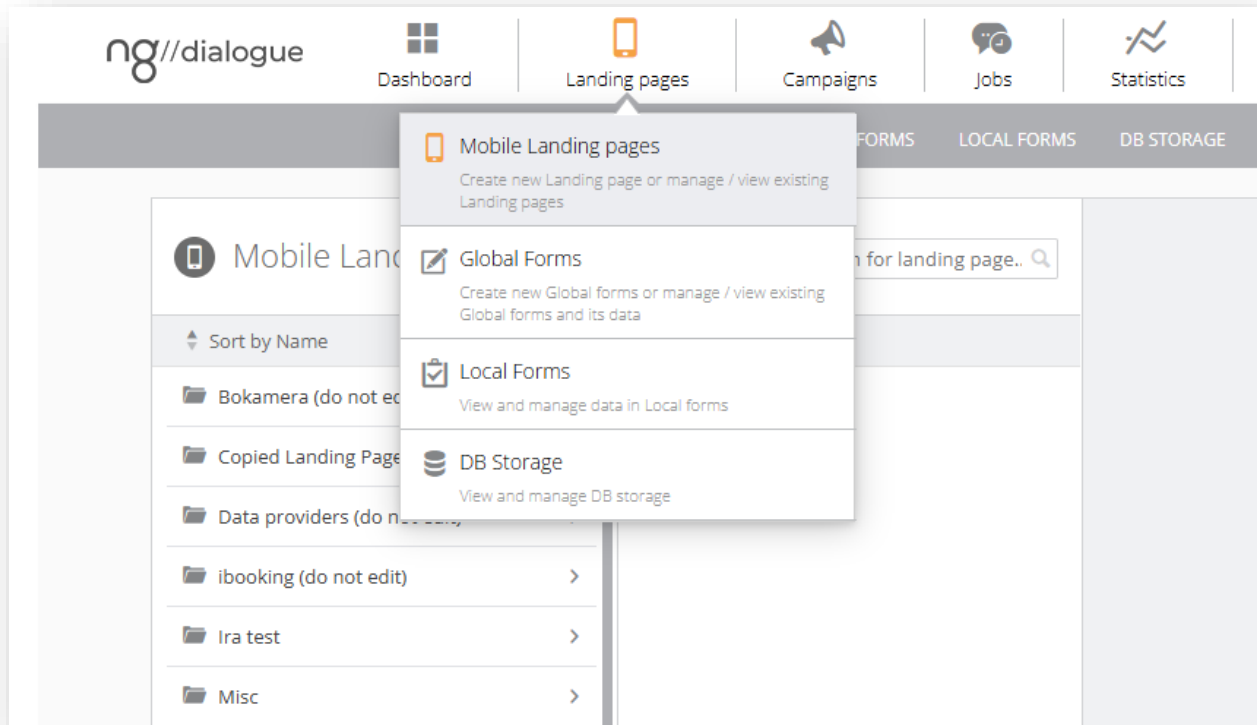 ng//dialogue
Dashboard
Landing pages
Campaigns
Jobs
Statistics
FORMS
LOCAL FORMS
DB STORAGE
Mobile Landing pages
Create new Landing page or manage / view existing
Landing pages
Global Forms
Create new Global forms or manage / view existing
Global forms and its data
Local Forms
View and manage data in Local forms
DB Storage
View and manage DB storage
Mobile Land
for landing page..
Sort by Name
Bokamera (do not ed
Copied Landing Page
Data providers (do not edit)
ibooking (do not edit)
Ira test
Misc